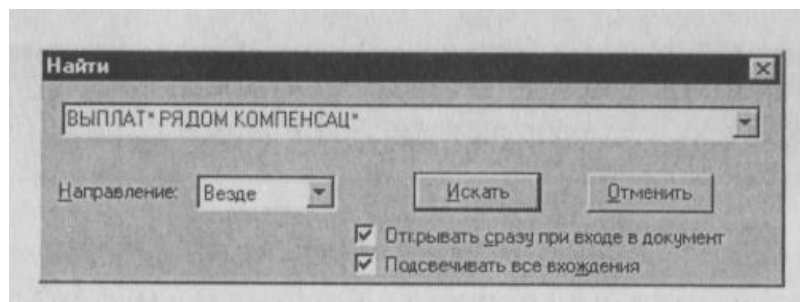 Найти
ВЫПЛАТ* РЯДОМ КОМПЕНСАЦ*
Направление: Везде Искать Отменить
Открывать сразу при входе в документ
Подсвечивать все вхождения